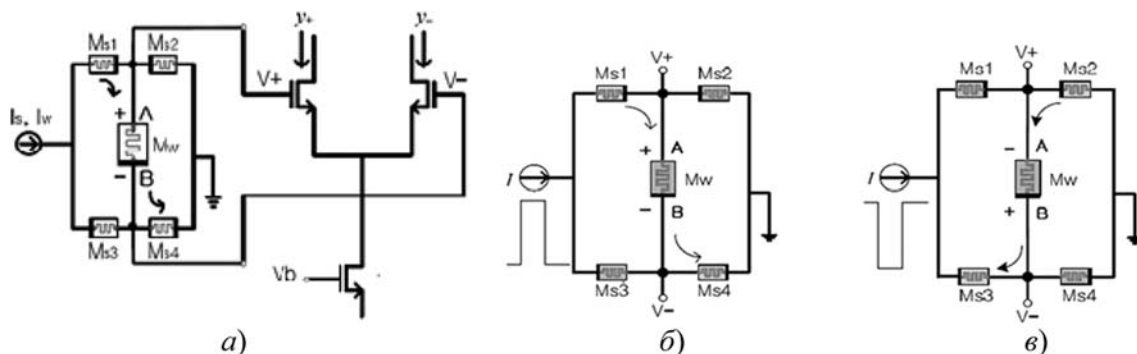 y+ y−
Ms1 Ms2
V+ V−
+ A
Is, Iw
Mw
− B
Ms3 Ms4
Vb
а)
V+
Ms1 Ms2
+ A
I
Mw
− B
Ms3 Ms4
V−
б)
V+
Ms1 Ms2
− A
I
Mw
+ B
Ms3 Ms4
V−
в)